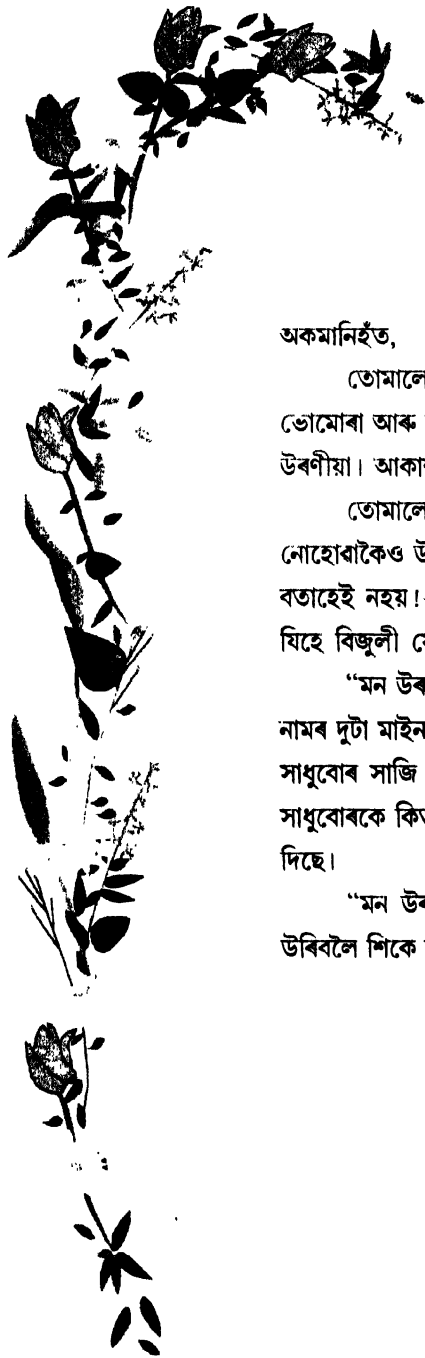 অকমানিহঁত,
তোমালে
ভোমোৰা আৰু
উৰণীয়া। আকা
তোমালে
নোহোৱাকৈও উ
বতাহেই নহয়!
যিহে বিজুলী
“মন উৰ
নামৰ দুটা মাইন
সাধুবোৰ সাজি
সাধুবোৰকে কিত
দিছে।
“মন উৰ
উৰিবলৈ শিকে